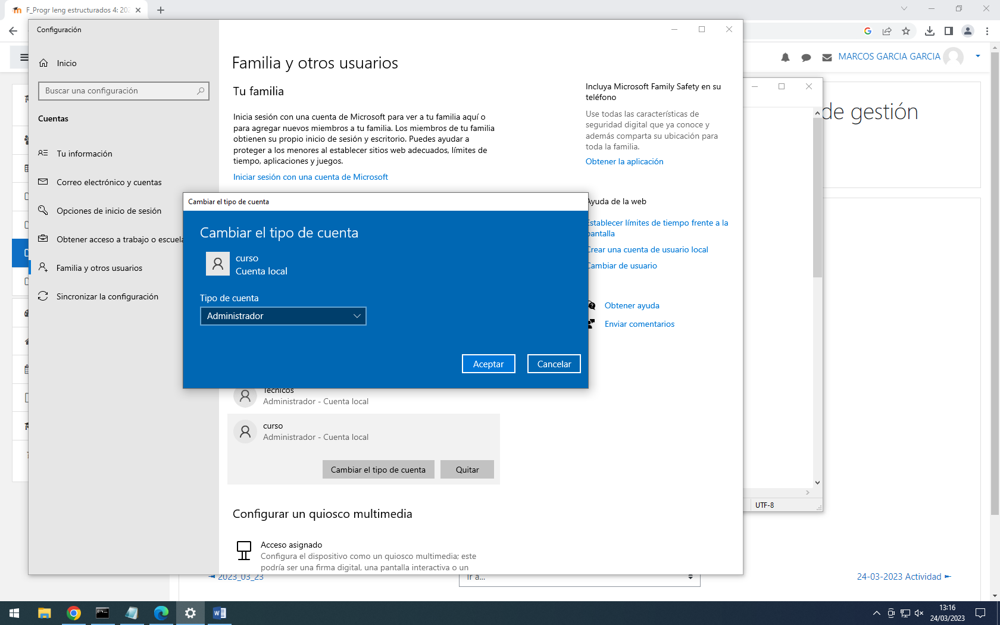 F_Progr leng estructurados 4: 202
Configuración
Inicio
Buscar una configuración
Cuentas
Tu información
Correo electrónico y cuentas
Opciones de inicio de sesión
Obtener acceso a trabajo o escuela
Familia y otros usuarios
Sincronizar la configuración
Familia y otros usuarios
Tu familia
Inicia sesión con una cuenta de Microsoft para ver a tu familia aquí o
para agregar nuevos miembros a tu familia. Los miembros de tu familia
obtienen su propio inicio de sesión y escritorio. Puedes ayudar a
proteger a los menores al establecer sitios web adecuados, límites de
tiempo, aplicaciones y juegos.
Iniciar sesión con una cuenta de Microsoft
Incluya Microsoft Family Safety en su
teléfono
Use todas las características de
seguridad digital que ya conoce y
además comparta su ubicación para
toda la familia.
Obtener la aplicación
Ayuda de la web
Establecer límites de tiempo frente a la
pantalla
Crear una cuenta de usuario local
Cambiar de usuario
Obtener ayuda
Enviar comentarios
Cambiar el tipo de cuenta
Cambiar el tipo de cuenta
curso
Cuenta local
Tipo de cuenta
Administrador
Aceptar
Cancelar
Técnicos
Administrador - Cuenta local
curso
Administrador - Cuenta local
Cambiar el tipo de cuenta
Quitar
Configurar un quiosco multimedia
Acceso asignado
Configura el dispositivo como un quiosco multimedia; este
podría ser una firma digital, una pantalla interactiva o un
MARCOS GARCIA GARCIA
de gestión
UTF-8
2023_03_23
Ir a...
24-03-2023 Actividad
13:16
24/03/2023